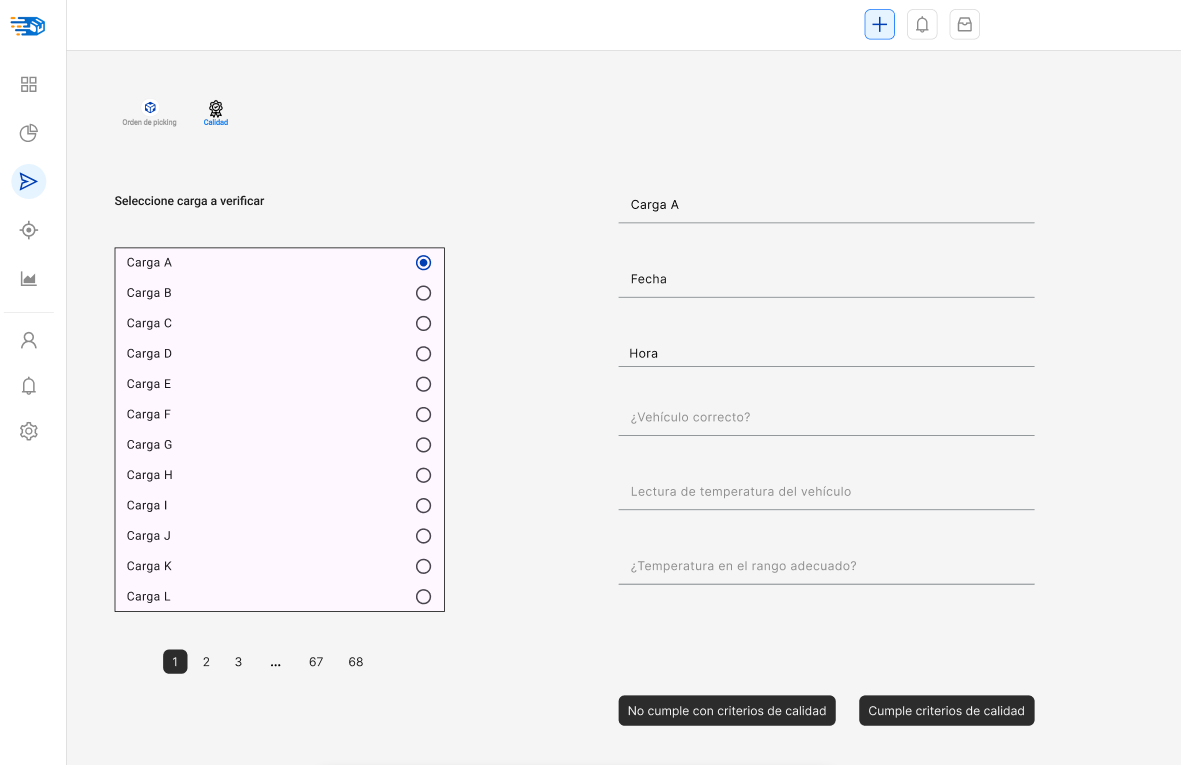 Orden de picking
Calidad
Seleccione carga a verificar
Carga A
Carga B
Carga C
Carga D
Carga E
Carga F
Carga G
Carga H
Carga I
Carga J
Carga K
Carga L
1 2 3 ... 67 68
Carga A
Fecha
Hora
¿Vehículo correcto?
Lectura de temperatura del vehículo
¿Temperatura en el rango adecuado?
No cumple con criterios de calidad
Cumple criterios de calidad